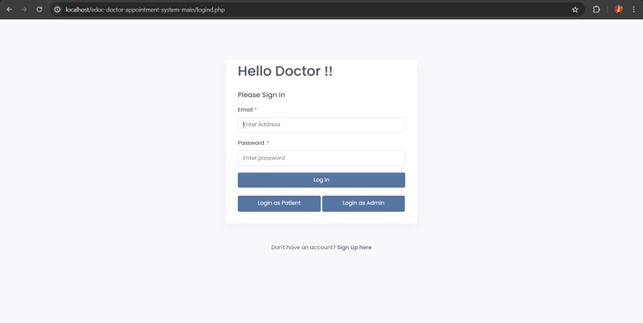 localhost/edoc-doctor-appointment-system-main/logind.php
Hello Doctor !!
Please Sign in
Email *
Enter Address
Password :*
Enter password
Log In
Login as Patient
Login as Admin
Don't have an account? Sign Up here